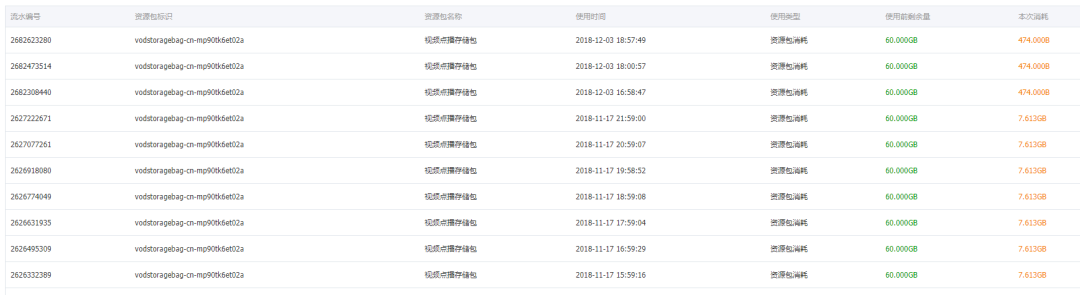 流水编号 资源包标识 资源包名称 使用时间 使用类型 使用前剩余量 本次消耗
2682623280 vodstoragebag-cn-mp90tk6et02a 视频点播存储包 2018-12-03 18:57:49 资源包消耗 60.000GB 474.000B
2682473514 vodstoragebag-cn-mp90tk6et02a 视频点播存储包 2018-12-03 18:00:57 资源包消耗 60.000GB 474.000B
2682308440 vodstoragebag-cn-mp90tk6et02a 视频点播存储包 2018-12-03 16:58:47 资源包消耗 60.000GB 474.000B
2627222671 vodstoragebag-cn-mp90tk6et02a 视频点播存储包 2018-11-17 21:59:00 资源包消耗 60.000GB 7.613GB
2627077261 vodstoragebag-cn-mp90tk6et02a 视频点播存储包 2018-11-17 20:59:07 资源包消耗 60.000GB 7.613GB
2626918080 vodstoragebag-cn-mp90tk6et02a 视频点播存储包 2018-11-17 19:58:52 资源包消耗 60.000GB 7.613GB
2626774049 vodstoragebag-cn-mp90tk6et02a 视频点播存储包 2018-11-17 18:59:08 资源包消耗 60.000GB 7.613GB
2626631935 vodstoragebag-cn-mp90tk6et02a 视频点播存储包 2018-11-17 17:59:04 资源包消耗 60.000GB 7.613GB
2626495309 vodstoragebag-cn-mp90tk6et02a 视频点播存储包 2018-11-17 16:59:29 资源包消耗 60.000GB 7.613GB
2626332389 vodstoragebag-cn-mp90tk6et02a 视频点播存储包 2018-11-17 15:59:16 资源包消耗 60.000GB 7.613GB